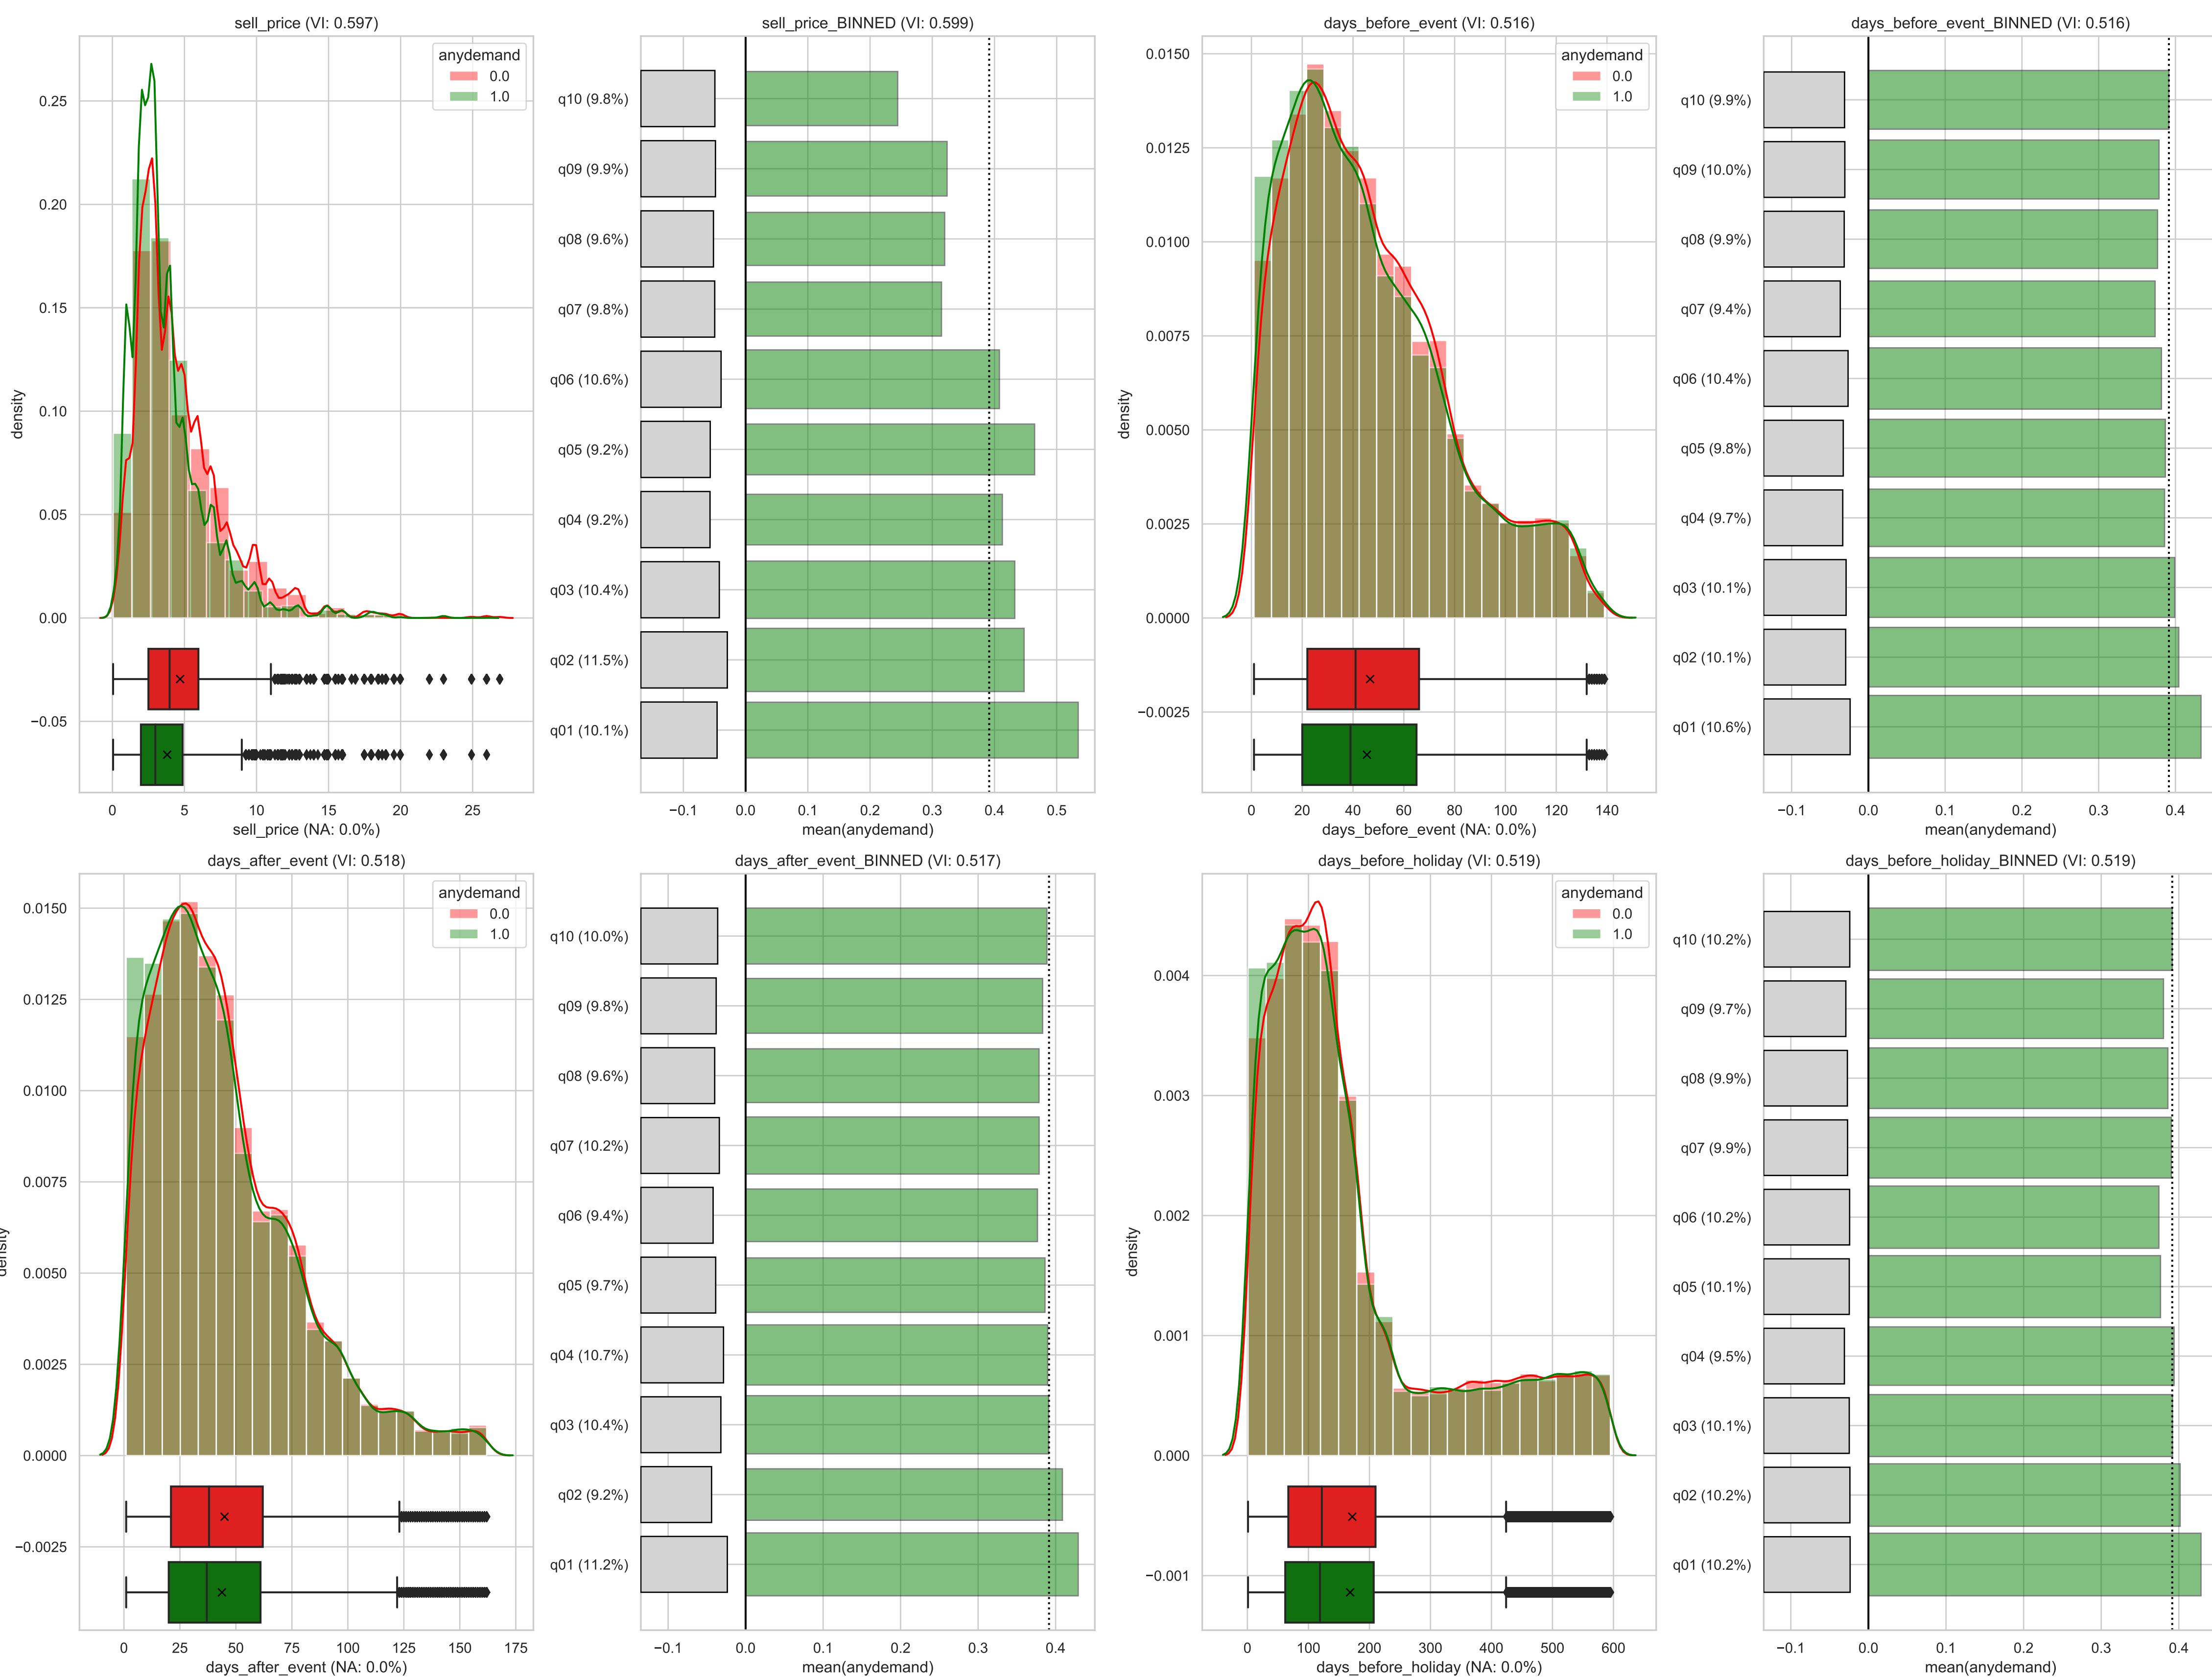 sell_price (VI: 0.597)
anydemand
0.0
1.0
0.25
0.20
0.15
0.10
0.05
0.00
−0.05
density
0 5 10 15 20 25
sell_price (NA: 0.0%)
sell_price_BINNED (VI: 0.599)
q10 (9.8%)
q09 (9.9%)
q08 (9.6%)
q07 (9.8%)
q06 (10.6%)
q05 (9.2%)
q04 (9.2%)
q03 (10.4%)
q02 (11.5%)
q01 (10.1%)
−0.1 0.0 0.1 0.2 0.3 0.4 0.5
mean(anydemand)
days_before_event (VI: 0.516)
anydemand
0.0
1.0
0.0150
0.0125
0.0100
0.0075
0.0050
0.0025
0.0000
−0.0025
density
0 20 40 60 80 100 120 140
days_before_event (NA: 0.0%)
days_before_event_BINNED (VI: 0.516)
q10 (9.9%)
q09 (10.0%)
q08 (9.9%)
q07 (9.4%)
q06 (10.4%)
q05 (9.8%)
q04 (9.7%)
q03 (10.1%)
q02 (10.1%)
q01 (10.6%)
−0.1 0.0 0.1 0.2 0.3 0.4
mean(anydemand)
days_after_event (VI: 0.518)
anydemand
0.0
1.0
0.0150
0.0125
0.0100
0.0075
0.0050
0.0025
0.0000
−0.0025
density
0 25 50 75 100 125 150 175
days_after_event (NA: 0.0%)
days_after_event_BINNED (VI: 0.517)
q10 (10.0%)
q09 (9.8%)
q08 (9.6%)
q07 (10.2%)
q06 (9.4%)
q05 (9.7%)
q04 (10.7%)
q03 (10.4%)
q02 (9.2%)
q01 (11.2%)
−0.1 0.0 0.1 0.2 0.3 0.4
mean(anydemand)
days_before_holiday (VI: 0.519)
anydemand
0.0
1.0
0.004
0.003
0.002
0.001
0.000
−0.001
density
0 100 200 300 400 500 600
days_before_holiday (NA: 0.0%)
days_before_holiday_BINNED (VI: 0.519)
q10 (10.2%)
q09 (9.7%)
q08 (9.9%)
q07 (9.9%)
q06 (10.2%)
q05 (10.1%)
q04 (9.5%)
q03 (10.1%)
q02 (10.2%)
q01 (10.2%)
−0.1 0.0 0.1 0.2 0.3 0.4
mean(anydemand)